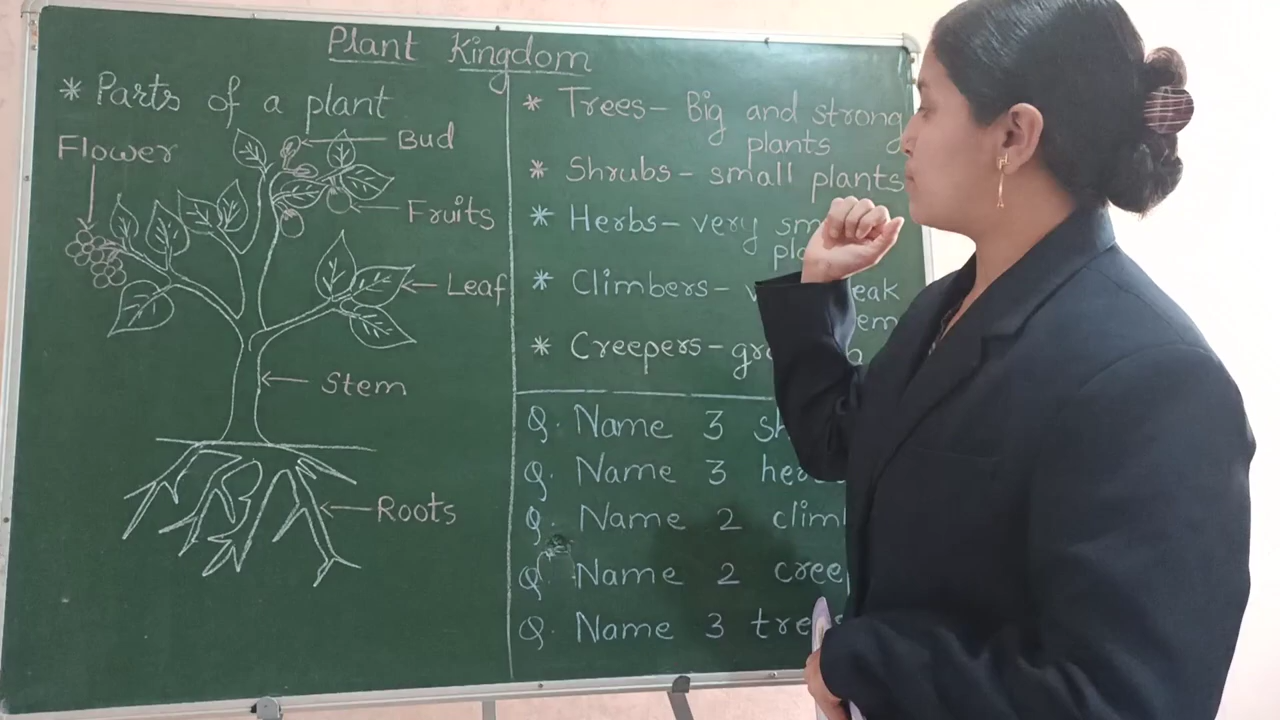 Plant Kingdom
* Parts of a plant
Flower
Bud
Fruits
Leaf
Stem
Roots
* Trees- Big and strong
plants
* Shrubs- small plants
* Herbs- very
* Climbers-
* Creepers-
Q. Name 3
Q. Name 3
Q. Name 2
Q. Name 2
Q. Name 3